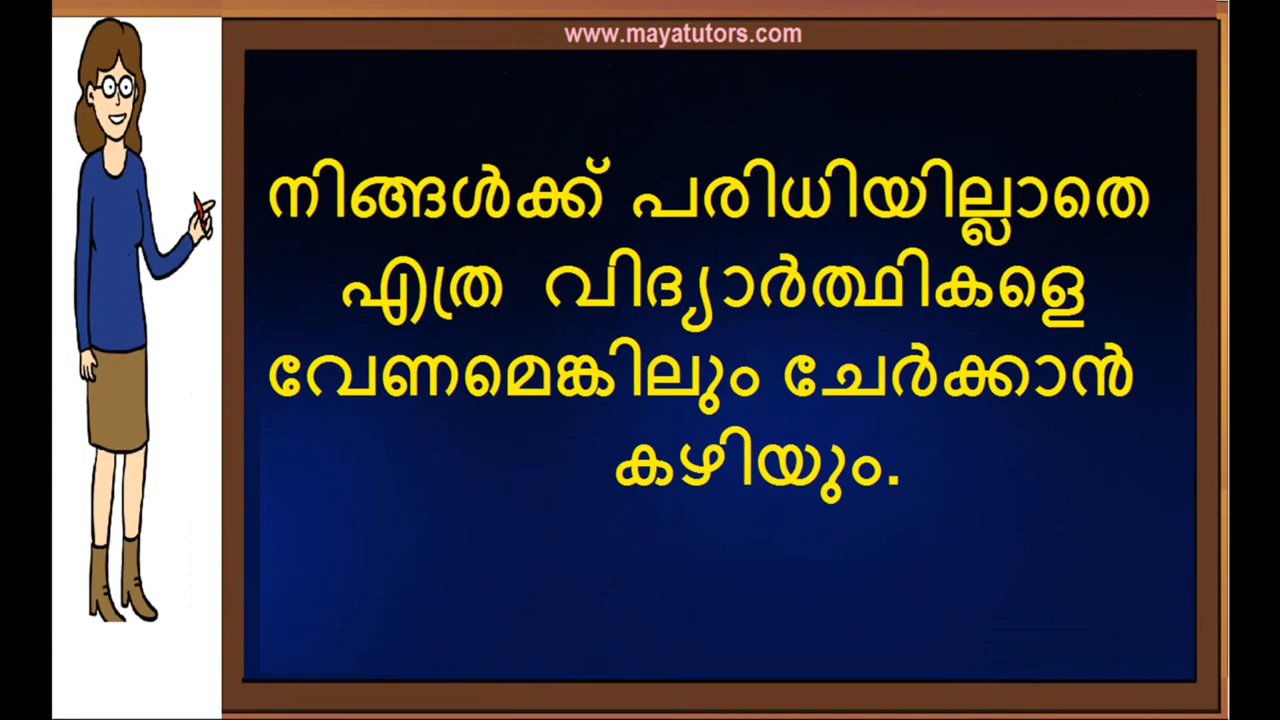 www.mayatutors.com
നിങ്ങൾക്ക് പരിധിയില്ലാതെ
എത്ര വിദ്യാർത്ഥികളെ
വേണമെങ്കിലും ചേർക്കാൻ
കഴിയും.